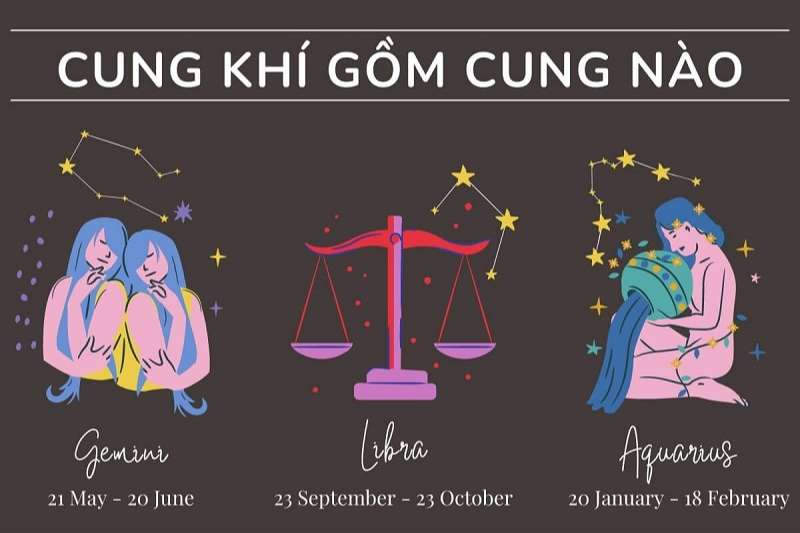 CUNG KHÍ GỒM CUNG NÀO
Gemini
Libra
Aquarius
21 May - 20 June
23 September - 23 October
20 January - 18 February